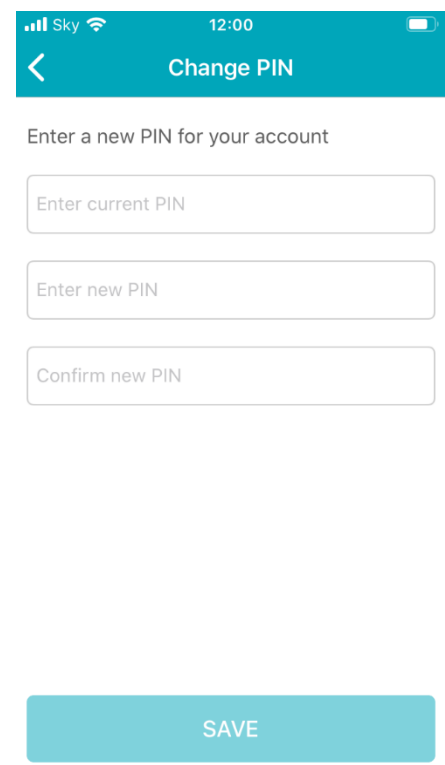 Sky 12:00
Change PIN
Enter a new PIN for your account
Enter current PIN
Enter new PIN
Confirm new PIN
SAVE